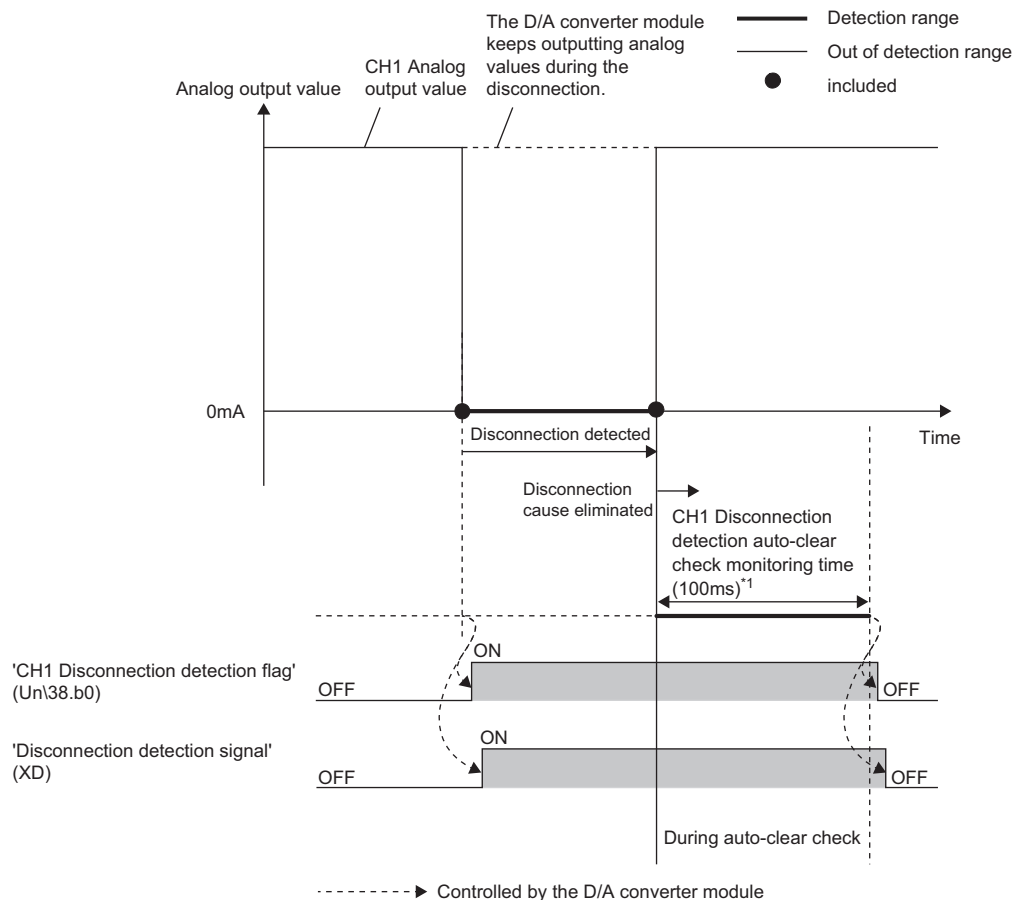 The D/A converter module
keeps outputting analog
values during the
disconnection.
Detection range
Out of detection range
included
CH1 Analog
output value
Analog output value
0mA
Time
Disconnection detected
Disconnection
cause eliminated
CH1 Disconnection
detection auto-clear
check monitoring time
(100ms)*1
'CH1 Disconnection detection flag'
(Un\38.b0)
OFF
ON
OFF
'Disconnection detection signal'
(XD)
OFF
ON
OFF
During auto-clear check
Controlled by the D/A converter module